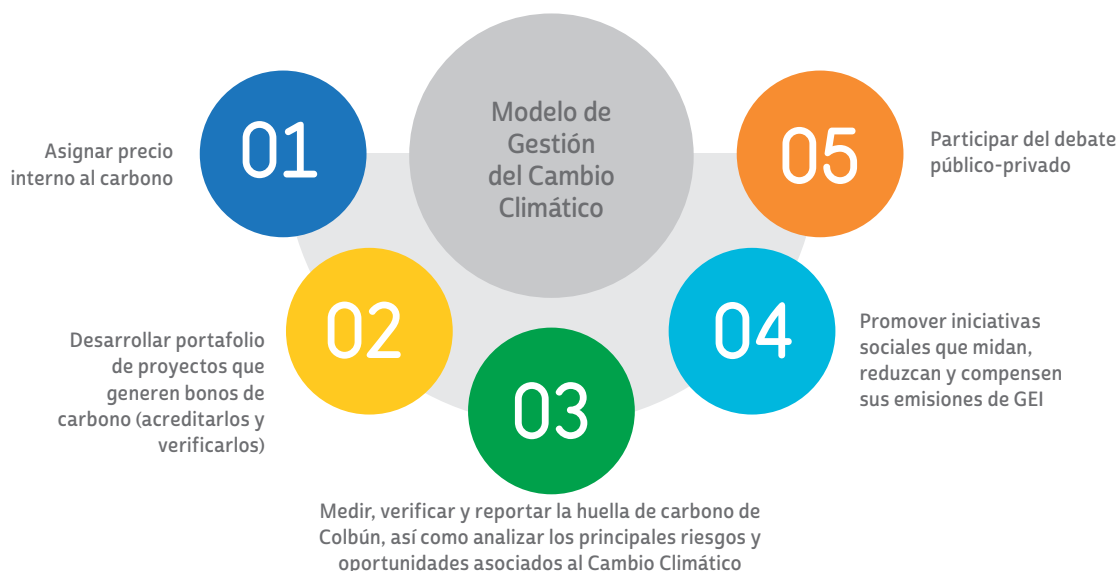 Modelo de
Gestión
del Cambio
Climático
01
Asignar precio
interno al carbono
02
Desarrollar portafolio
de proyectos que
generen bonos de
carbono (acreditarlos y
verificarlos)
03
Medir, verificar y reportar la huella de carbono de
Colbún, así como analizar los principales riesgos y
oportunidades asociados al Cambio Climático
04
Promover iniciativas
sociales que midan,
reduzcan y compensen
sus emisiones de GEI
05
Participar del debate
público-privado